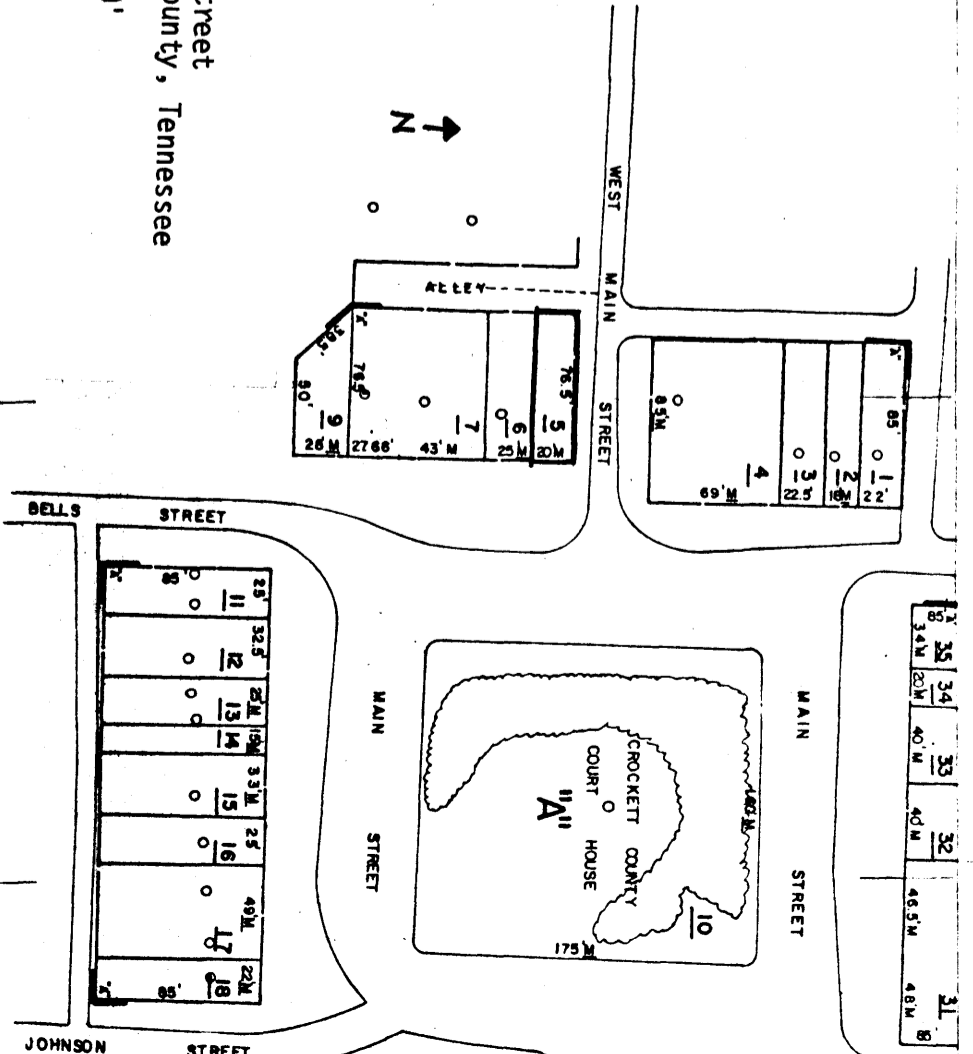 reet
ounty, Tennessee
N
WEST MAIN STREET
ALLEY
"A"
38.5'
76.5'
50'
9
28' M
27 66'
7
43' M
6
25 M
76.5'
5
20 M
"A"
85'
1
22'
2
18 M
3
22.5'
85' M
4
69' M
BELLS STREET
"A"
85'
25'
11
32.5'
12
25' M
13
15 M
14
33' M
15
25'
16
49' M
17
22 M
18
85'
"A"
MAIN STREET
CROCKETT COUNTY
COURT HOUSE
"A"
10
175 M
MAIN STREET
"A"
85'
35
34' M
34
20' M
33
40' M
32
40' M
46.5' M
31
48' M
85
JOHNSON STREET